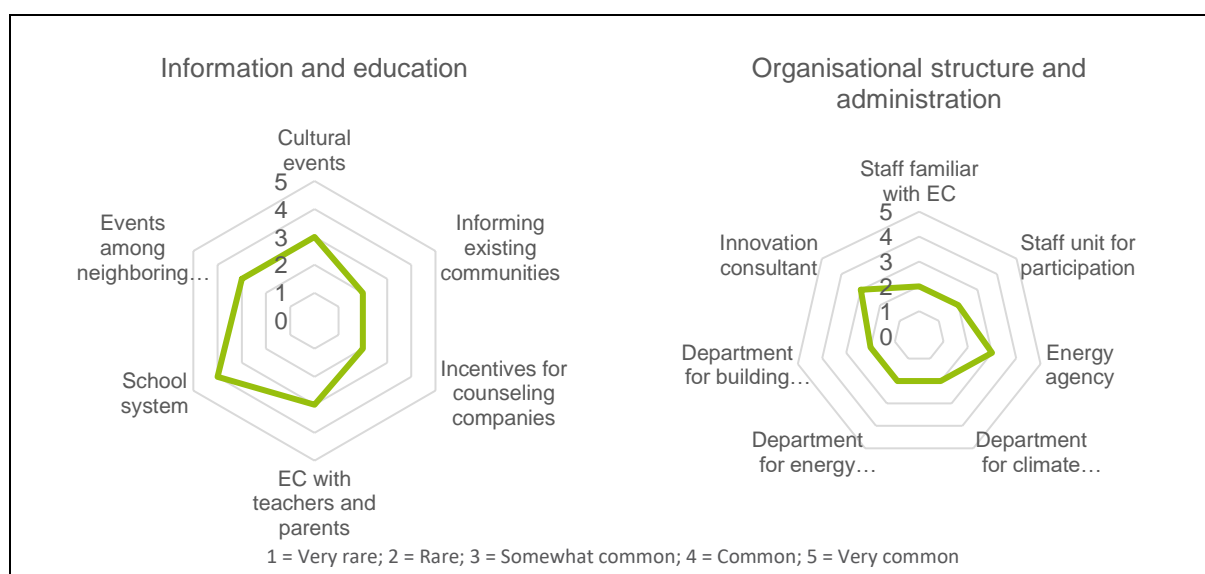 Information and education
Cultural
events
5
4
3
2
1
0
Informing
existing
communities
Incentives for
counseling
companies
EC with
teachers and
parents
School
system
Events
among
neighboring…
Organisational structure and
administration
Staff familiar
with EC
5
4
3
2
1
0
Staff unit for
participation
Energy
agency
Department
for climate…
Department
for energy…
Department
for building…
Innovation
consultant
1 = Very rare; 2 = Rare; 3 = Somewhat common; 4 = Common; 5 = Very common